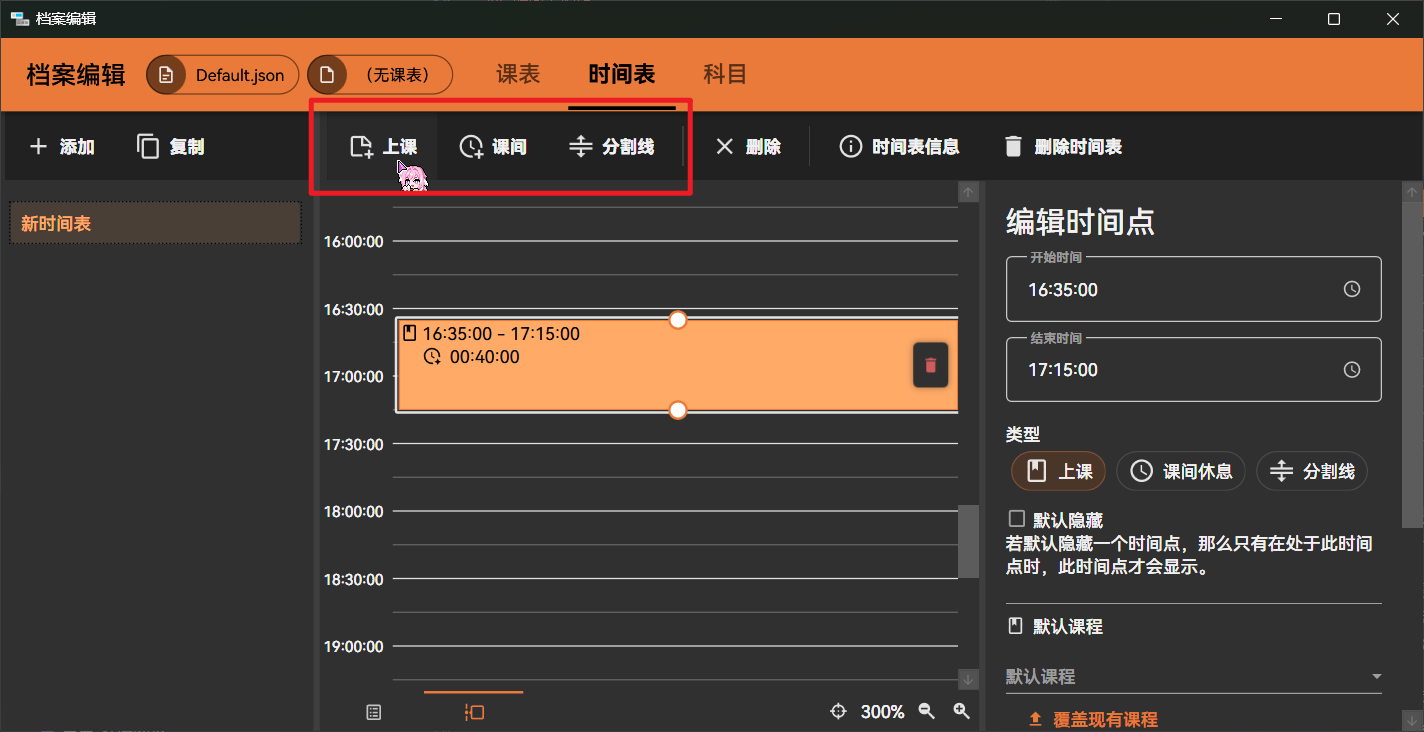 档案编辑
档案编辑 Default.json （无课表） 课表 时间表 科目
添加 复制 上课 课间 分割线 删除 时间表信息 删除时间表
新时间表
16:00:00
16:30:00
16:35:00 - 17:15:00
00:40:00
17:00:00
17:30:00
18:00:00
18:30:00
19:00:00
300%
编辑时间点
开始时间
16:35:00
结束时间
17:15:00
类型
上课 课间休息 分割线
默认隐藏
若默认隐藏一个时间点，那么只有在处于此时间
点时，此时间点才会显示。
默认课程
默认课程
覆盖现有课程